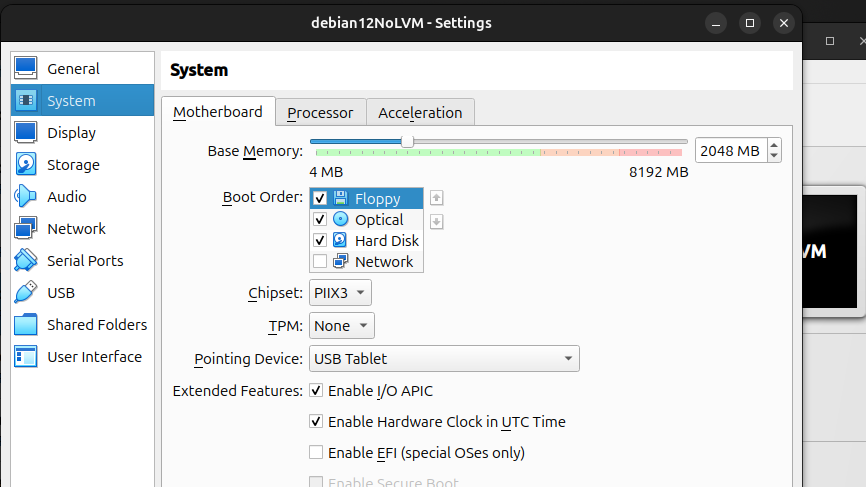 debian12NoLVM - Settings
General
System
Display
Storage
Audio
Network
Serial Ports
USB
Shared Folders
User Interface
System
Motherboard
Processor
Acceleration
Base Memory:
2048 MB
4 MB
8192 MB
Boot Order:
Floppy
Optical
Hard Disk
Network
Chipset:
PIIX3
TPM:
None
Pointing Device:
USB Tablet
Extended Features:
Enable I/O APIC
Enable Hardware Clock in UTC Time
Enable EFI (special OSes only)
Enable Secure Boot
VM